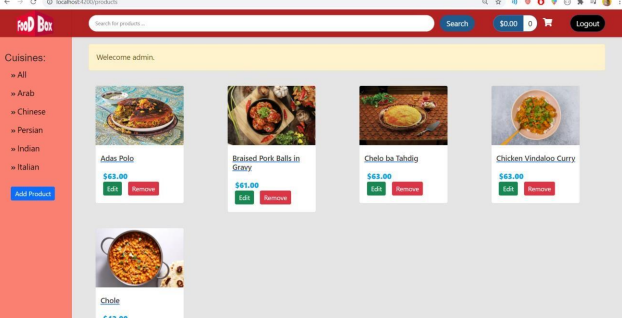 localhost:4200/products
FooD Box
Search for products ...
Search
$0.00 0
Logout
Cuisines:
» All
» Arab
» Chinese
» Persian
» Indian
» Italian
Add Product
Welcome admin.
Adas Polo
$63.00
Edit Remove
Braised Pork Balls in
Gravy
$61.00
Edit Remove
Chelo ba Tahdig
$63.00
Edit Remove
Chicken Vindaloo Curry
$63.00
Edit Remove
Chole